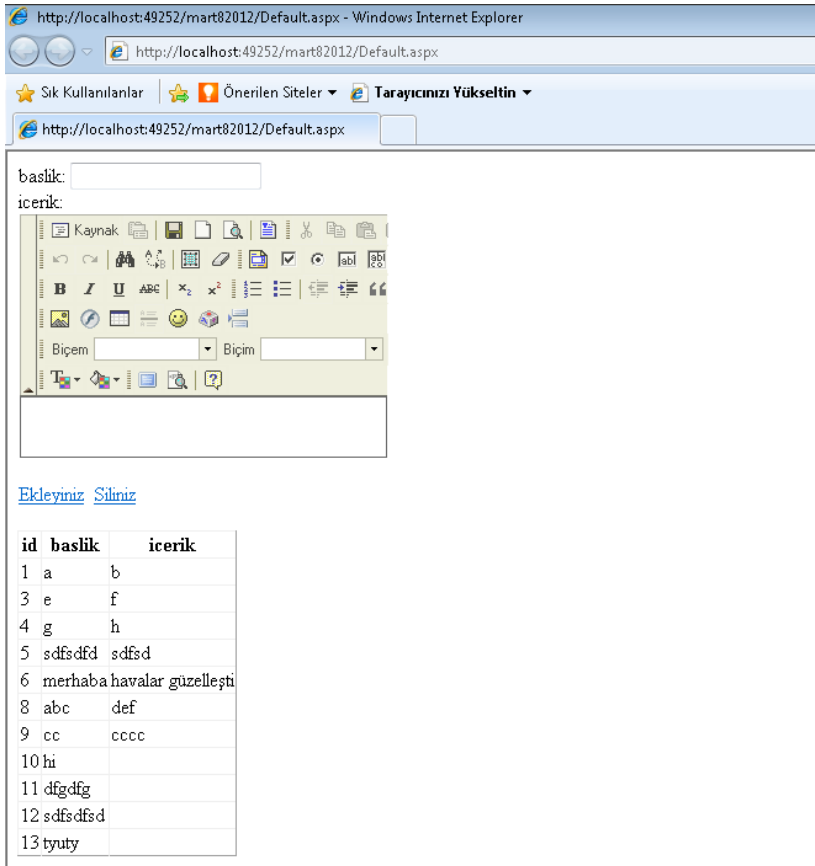 http://localhost:49252/mart82012/Default.aspx - Windows Internet Explorer
http://localhost:49252/mart82012/Default.aspx
Sık Kullanılanlar Önerilen Siteler Tarayıcınızı Yükseltin
http://localhost:49252/mart82012/Default.aspx
baslik:
icerik:
Kaynak
B I U ABC x₂ x²
Biçem Biçim
Ekleyiniz Siliniz
id baslik icerik
1 a b
3 e f
4 g h
5 sdfsdfd sdfsd
6 merhaba havalar güzelleşti
8 abc def
9 cc cccc
10 hi
11 dfgdfg
12 sdfsdfsd
13 tyuty